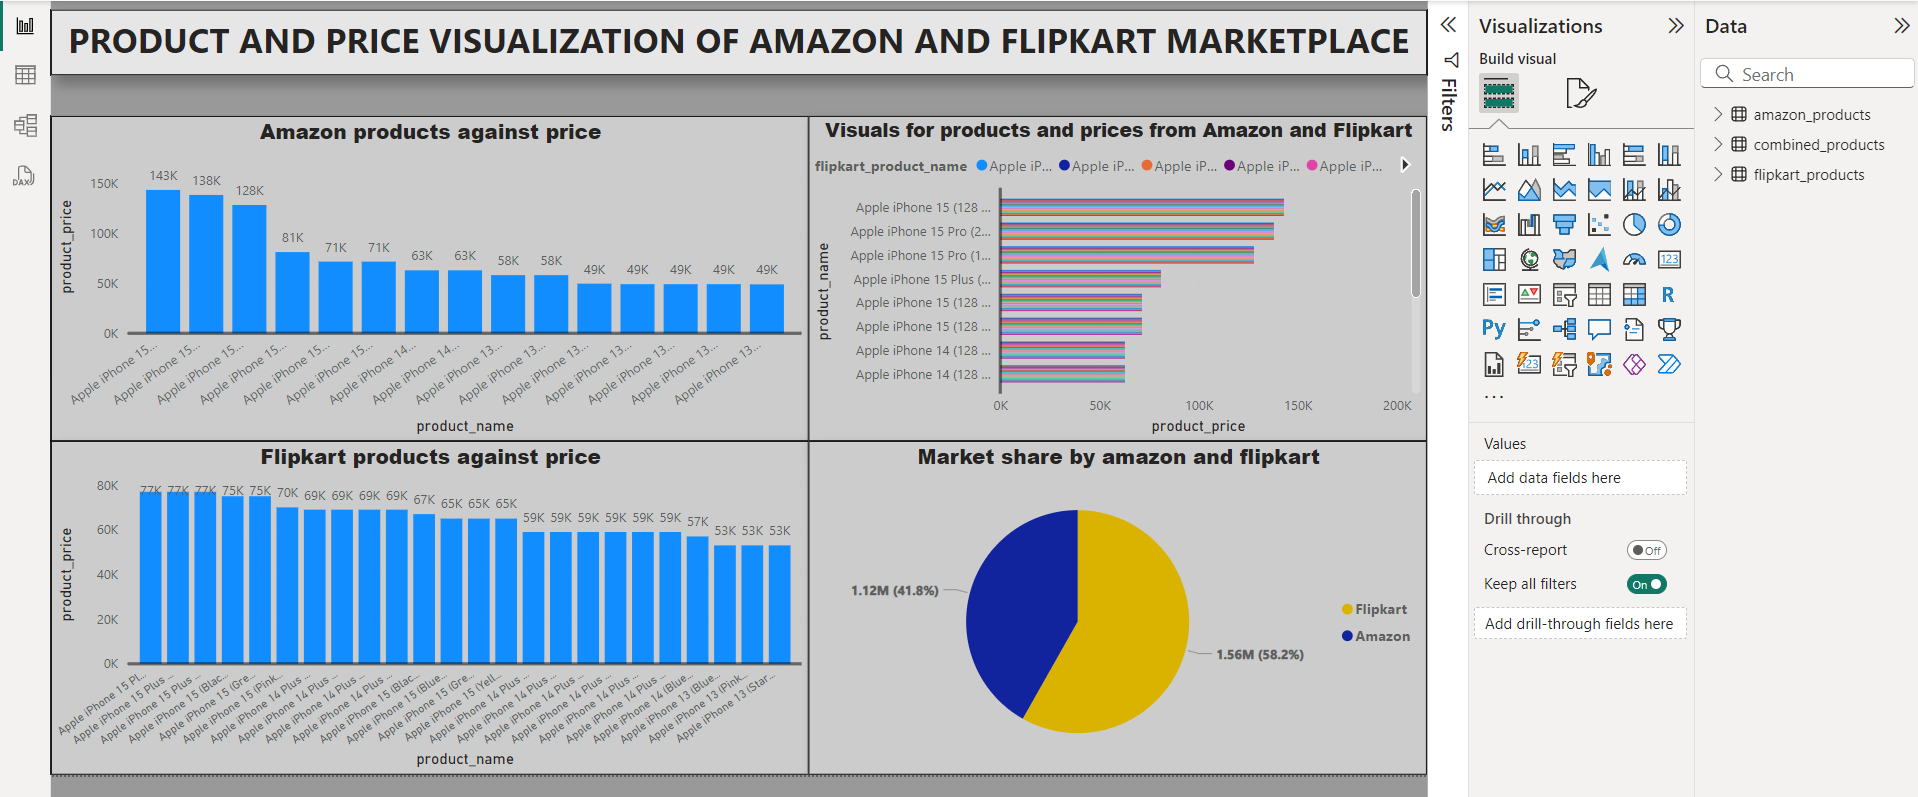 PRODUCT AND PRICE VISUALIZATION OF AMAZON AND FLIPKART MARKETPLACE
Amazon products against price
product_price
150K
100K
50K
0K
143K
138K
128K
81K
71K
71K
63K
63K
58K
58K
49K
49K
49K
49K
49K
Apple iPhone 15...
Apple iPhone 15...
Apple iPhone 15...
Apple iPhone 15...
Apple iPhone 15...
Apple iPhone 15...
Apple iPhone 14...
Apple iPhone 14...
Apple iPhone 13...
Apple iPhone 13...
Apple iPhone 13...
Apple iPhone 13...
Apple iPhone 13...
Apple iPhone 13...
Apple iPhone 13...
product_name
Visuals for products and prices from Amazon and Flipkart
flipkart_product_name Apple iP... Apple iP... Apple iP... Apple iP... Apple iP...
product_name
Apple iPhone 15 (128 ...
Apple iPhone 15 Pro (2...
Apple iPhone 15 Pro (1...
Apple iPhone 15 Plus (...
Apple iPhone 15 (128 ...
Apple iPhone 15 (128 ...
Apple iPhone 14 (128 ...
Apple iPhone 14 (128 ...
0K 50K 100K 150K 200K
product_price
Flipkart products against price
product_price
80K
60K
40K
20K
0K
77K
77K
77K
75K
75K
70K
69K
69K
69K
69K
67K
65K
65K
65K
59K
59K
59K
59K
59K
59K
57K
53K
53K
53K
Apple iPhone 15 Pl...
Apple iPhone 15 Plus ...
Apple iPhone 15 Plus ...
Apple iPhone 15 (Blac...
Apple iPhone 15 (Gre...
Apple iPhone 15 (Pink...
Apple iPhone 14 Plus ...
Apple iPhone 14 Plus ...
Apple iPhone 14 Plus ...
Apple iPhone 14 Plus ...
Apple iPhone 15 (Blac...
Apple iPhone 15 (Blue...
Apple iPhone 15 (Gre...
Apple iPhone 15 (Yell...
Apple iPhone 14 Plus ...
Apple iPhone 14 Plus ...
Apple iPhone 14 Plus ...
Apple iPhone 14 Plus ...
Apple iPhone 14 Plus ...
Apple iPhone 14 Plus ...
Apple iPhone 14 (Blue...
Apple iPhone 13 (Blue...
Apple iPhone 13 (Pink...
Apple iPhone 13 (Star...
product_name
Market share by amazon and flipkart
1.12M (41.8%)
1.56M (58.2%)
Flipkart
Amazon
Filters
Visualizations
Build visual
123
R
Py
123
...
Values
Add data fields here
Drill through
Cross-report
Off
Keep all filters
On
Add drill-through fields here
Data
Search
amazon_products
combined_products
flipkart_products
DAX